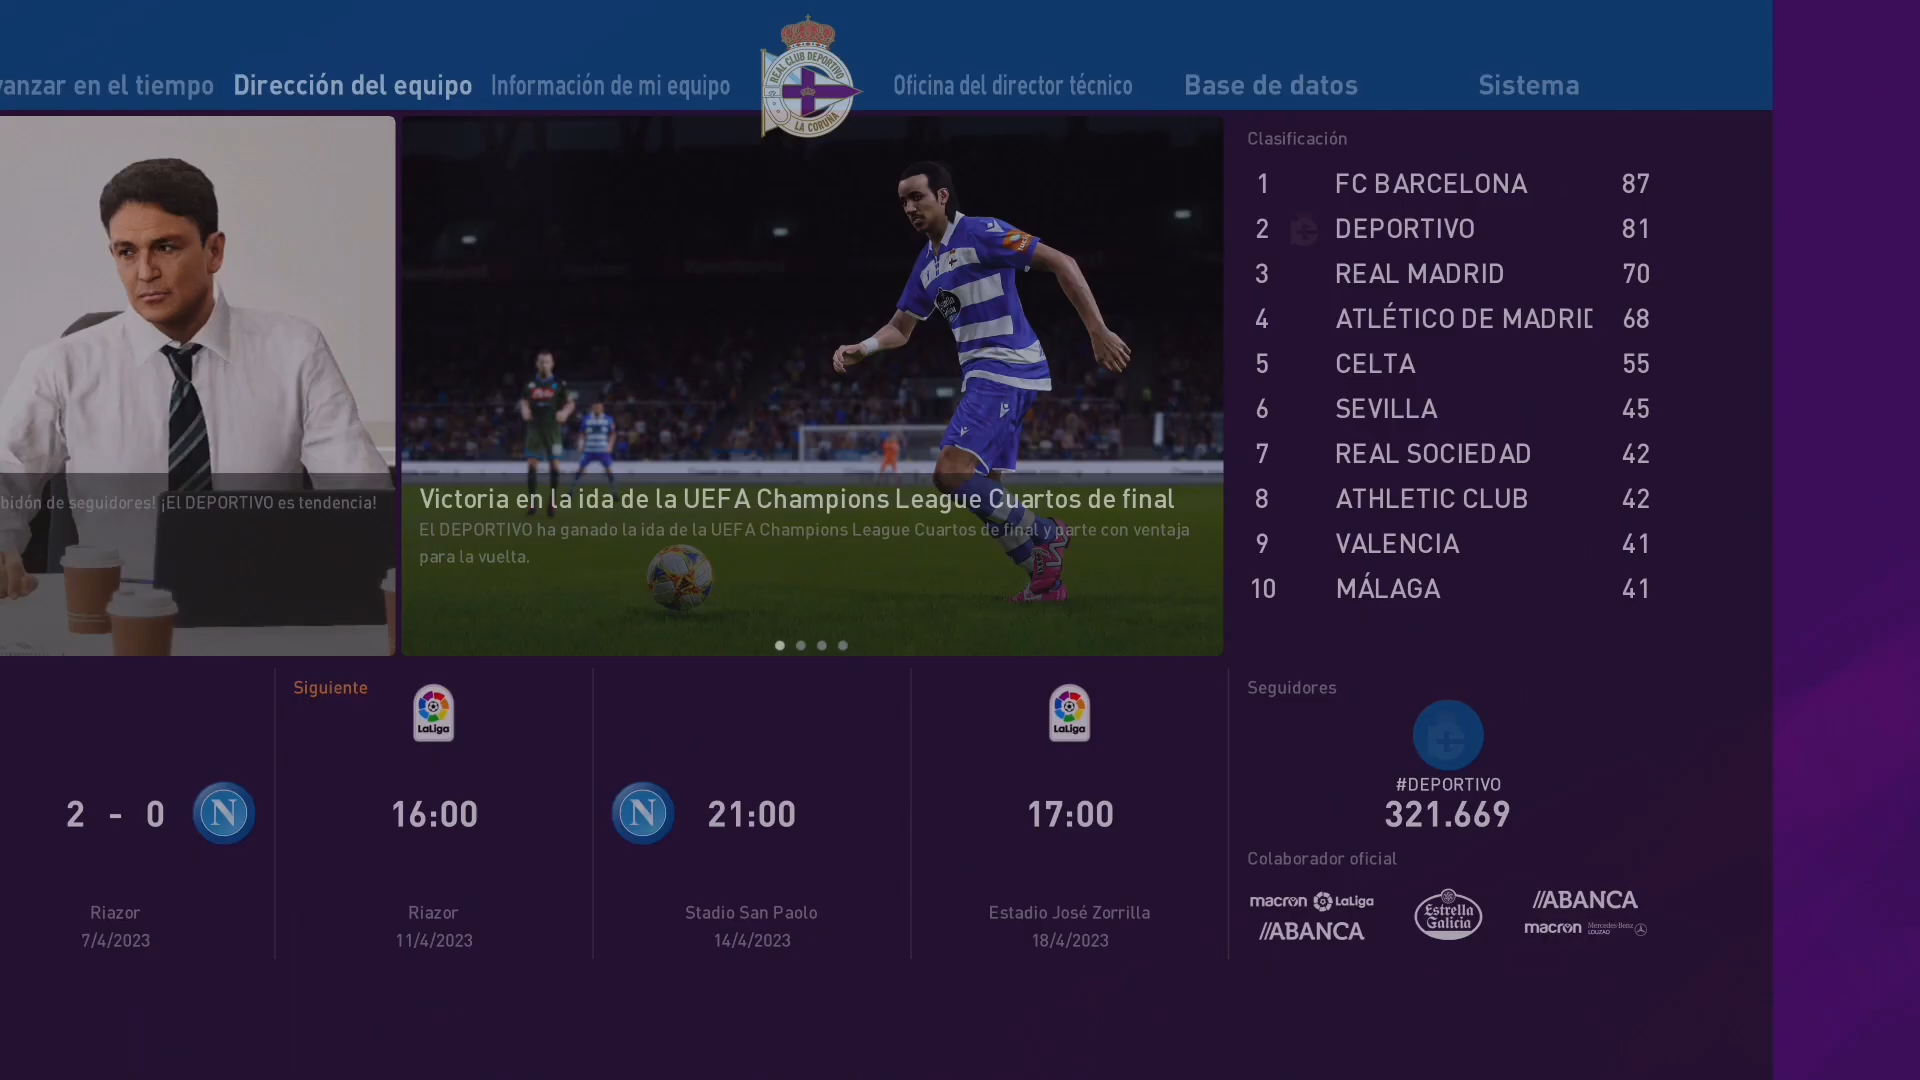 vanzar en el tiempo
Dirección del equipo
Información de mi equipo
REAL CLUB DEPORTIVO
LA CORUÑA
Oficina del director técnico
Base de datos
Sistema
bidón de seguidores! ¡El DEPORTIVO es tendencia!
Victoria en la ida de la UEFA Champions League Cuartos de final
El DEPORTIVO ha ganado la ida de la UEFA Champions League Cuartos de final y parte con ventaja
para la vuelta.
Clasificación
1 FC BARCELONA 87
2 DEPORTIVO 81
3 REAL MADRID 70
4 ATLÉTICO DE MADRID 68
5 CELTA 55
6 SEVILLA 45
7 REAL SOCIEDAD 42
8 ATHLETIC CLUB 42
9 VALENCIA 41
10 MÁLAGA 41
2 - 0 N
Riazor
7/4/2023
Siguiente
LaLiga
16:00
Riazor
11/4/2023
N 21:00
Stadio San Paolo
14/4/2023
LaLiga
17:00
Estadio José Zorrilla
18/4/2023
Seguidores
#DEPORTIVO
321.669
Colaborador oficial
macron LaLiga
//ABANCA
Estrella
Galicia
//ABANCA
macron Mercedes-Benz
LOUZAO